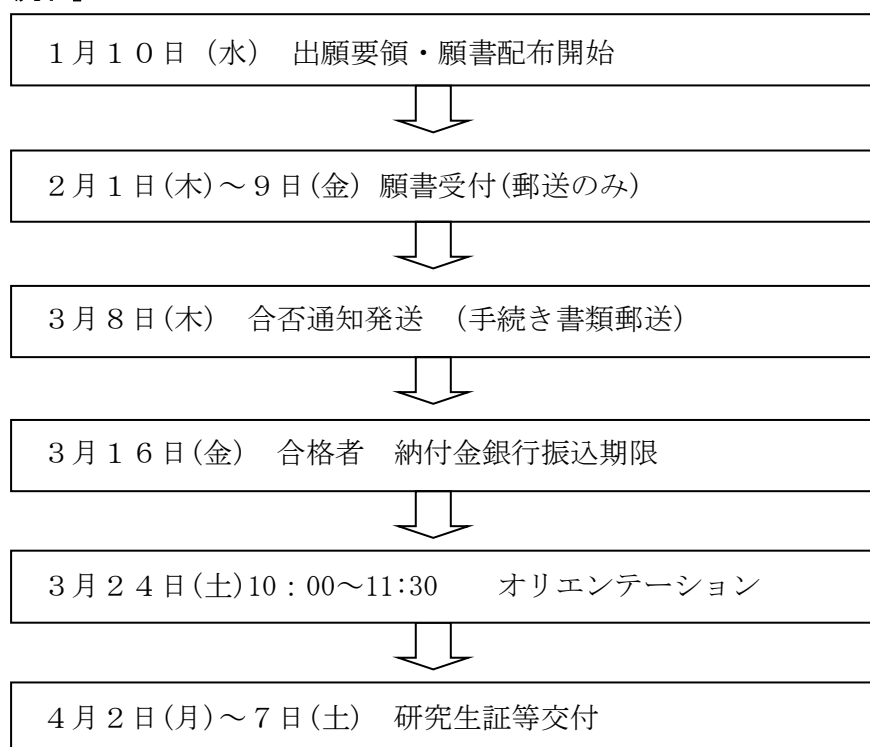 1月10日(水) 出願要領・願書配布開始
2月1日(木)~9日(金) 願書受付(郵送のみ)
3月8日(木) 合否通知発送 (手続き書類郵送)
3月16日(金) 合格者 納付金銀行振込期限
3月24日(土)10:00~11:30 オリエンテーション
4月2日(月)~7日(土) 研究生証等交付